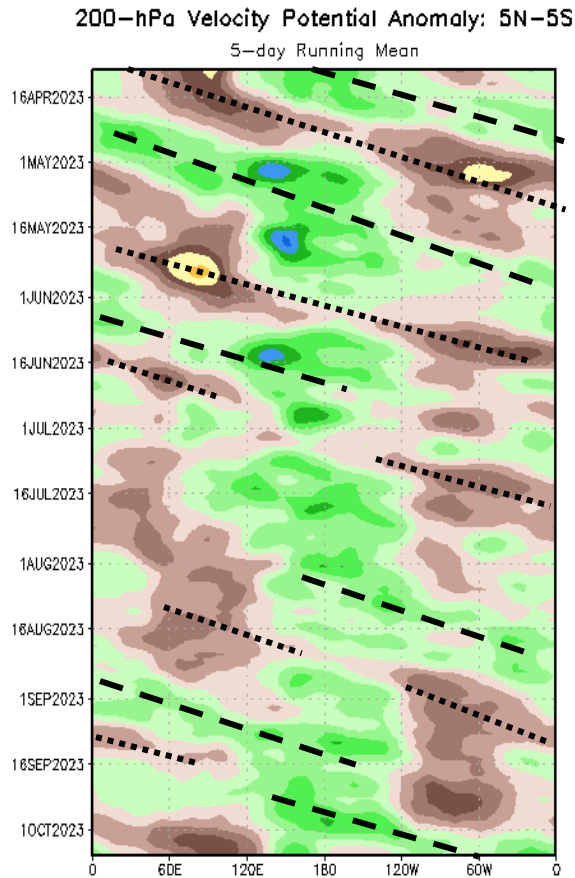 200-hPa Velocity Potential Anomaly: 5N-5S
5-day Running Mean
16APR2023
1MAY2023
16MAY2023
1JUN2023
16JUN2023
1JUL2023
16JUL2023
1AUG2023
16AUG2023
1SEP2023
16SEP2023
10CT2023
0 60E 120E 180 120W 60W 0